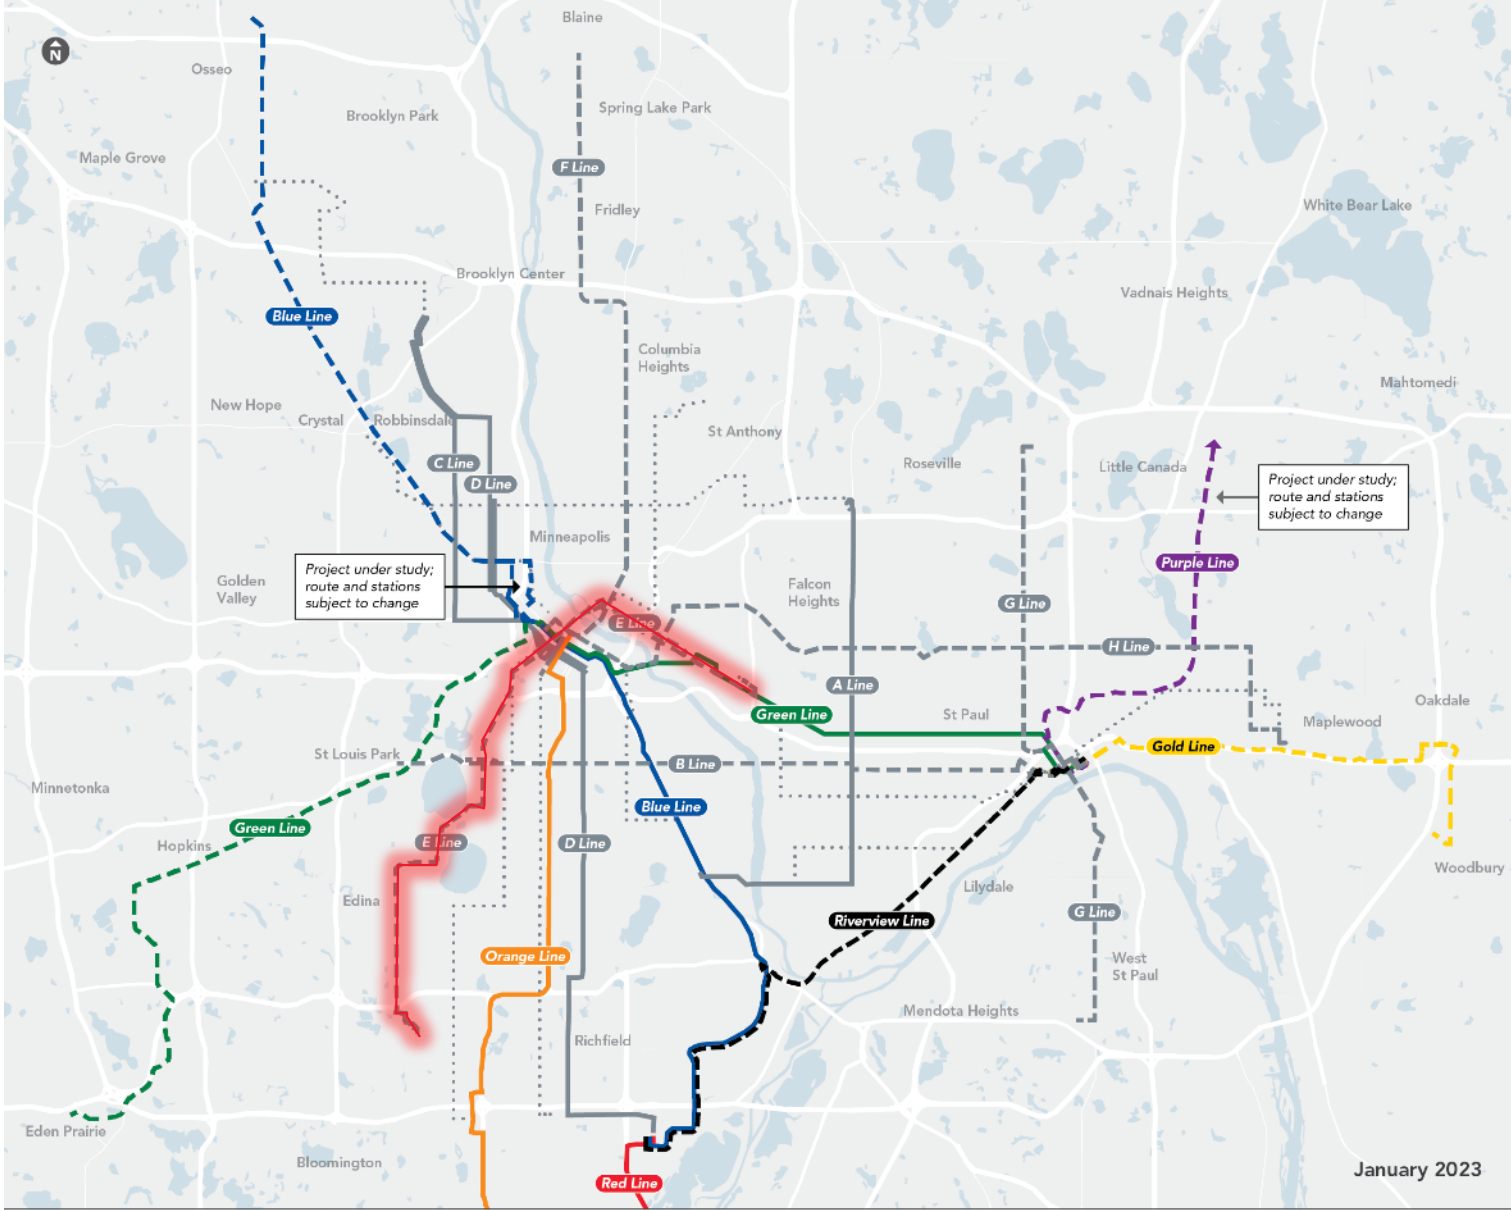 Blaine
N
Osseo
Spring Lake Park
Brooklyn Park
Maple Grove
F Line
White Bear Lake
Fridley
Brooklyn Center
Vadnais Heights
Blue Line
Columbia
Heights
Mahtomedi
New Hope
Crystal
Robbinsdale
St Anthony
C Line
Roseville
Little Canada
D Line
Project under study;
route and stations
subject to change
Minneapolis
Project under study;
route and stations
subject to change
Purple Line
Golden
Valley
Falcon
Heights
G Line
E Line
H Line
A Line
Oakdale
Green Line
St Paul
Maplewood
St Louis Park
Gold Line
B Line
Minnetonka
Blue Line
Green Line
Hopkins
E Line
D Line
Woodbury
Lilydale
Edina
G Line
Riverview Line
Orange Line
West
St Paul
Mendota Heights
Richfield
Eden Prairie
Bloomington
January 2023
Red Line